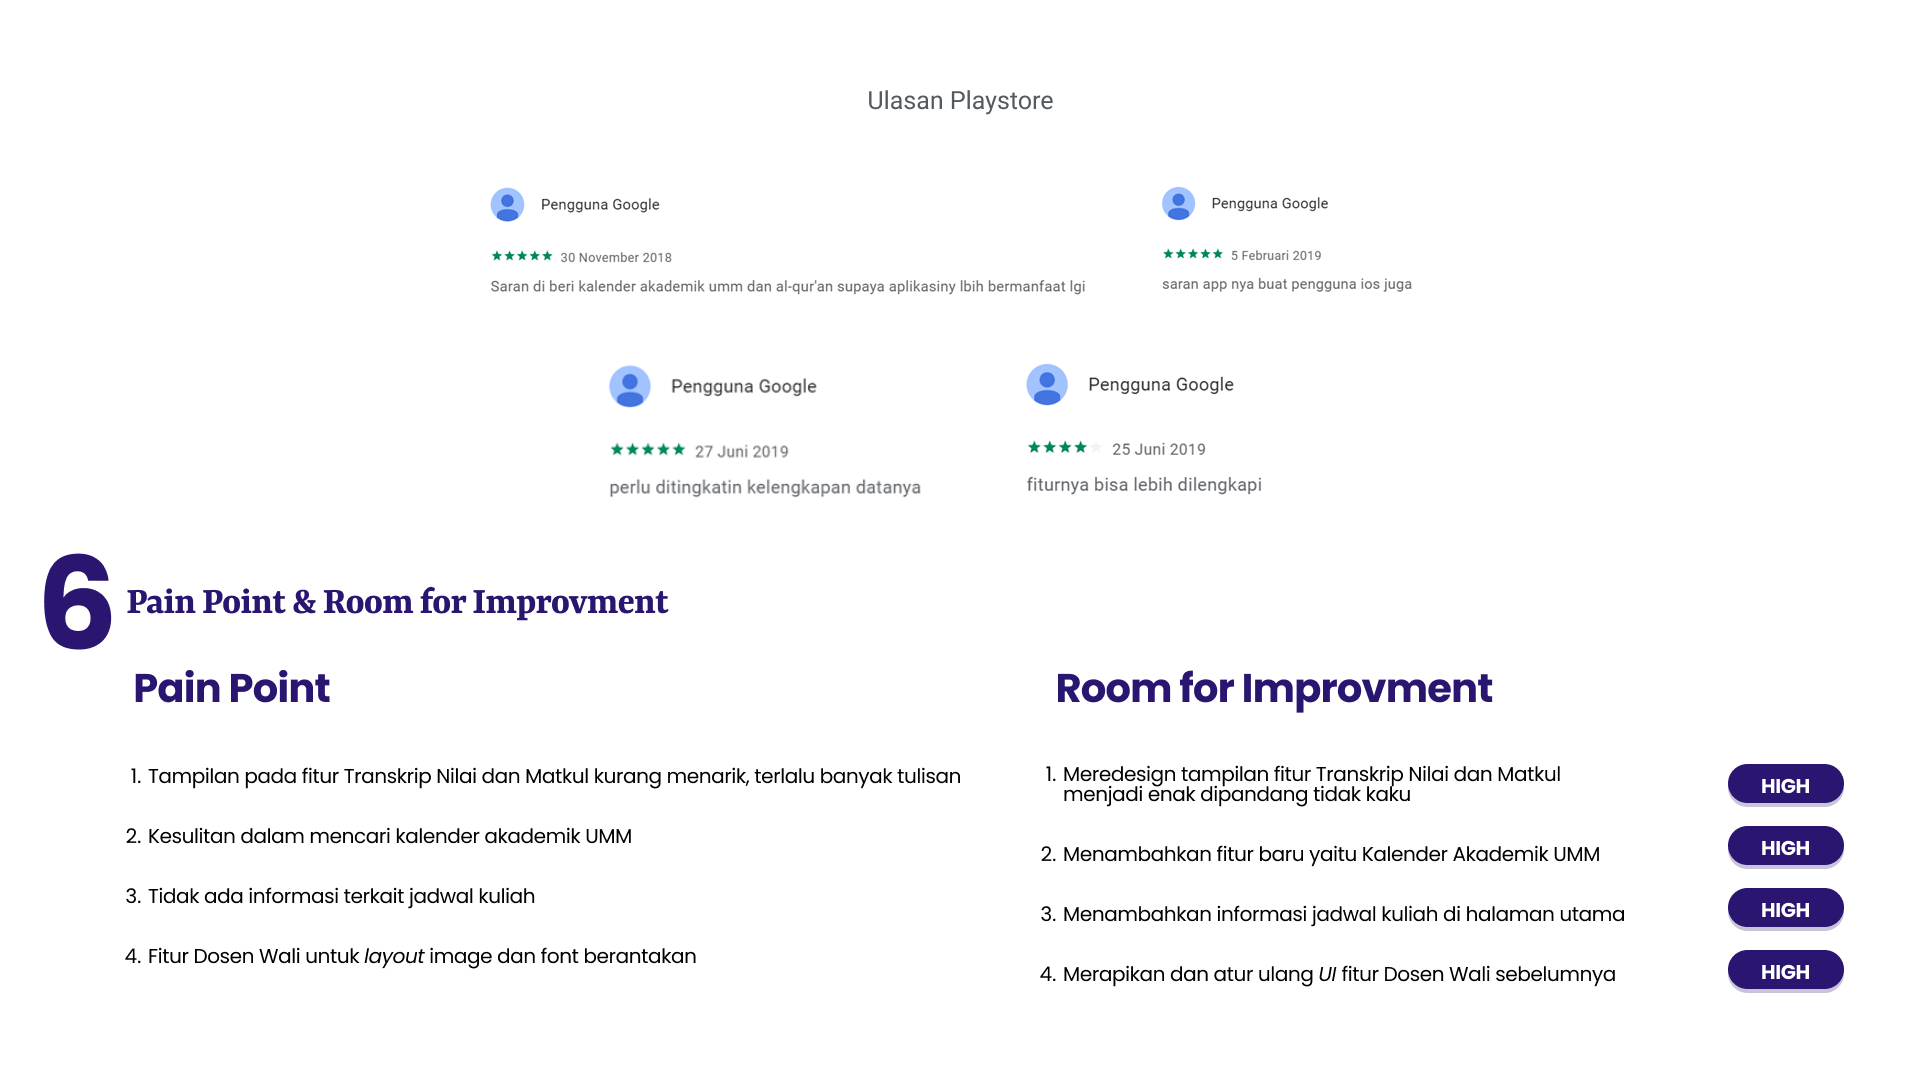 Ulasan Playstore
Pengguna Google
30 November 2018
Saran di beri kalender akademik umm dan al-qur'an supaya aplikasiny lbih bermanfaat lgi
Pengguna Google
5 Februari 2019
saran app nya buat pengguna ios juga
Pengguna Google
27 Juni 2019
perlu ditingkatin kelengkapan datanya
Pengguna Google
25 Juni 2019
fiturnya bisa lebih dilengkapi
6
Pain Point & Room for Improvment
Pain Point
1. Tampilan pada fitur Transkrip Nilai dan Matkul kurang menarik, terlalu banyak tulisan
2. Kesulitan dalam mencari kalender akademik UMM
3. Tidak ada informasi terkait jadwal kuliah
4. Fitur Dosen Wali untuk layout image dan font berantakan
Room for Improvment
1. Meredesign tampilan fitur Transkrip Nilai dan Matkul
menjadi enak dipandang tidak kaku
HIGH
2. Menambahkan fitur baru yaitu Kalender Akademik UMM
HIGH
3. Menambahkan informasi jadwal kuliah di halaman utama
HIGH
4. Merapikan dan atur ulang UI fitur Dosen Wali sebelumnya
HIGH